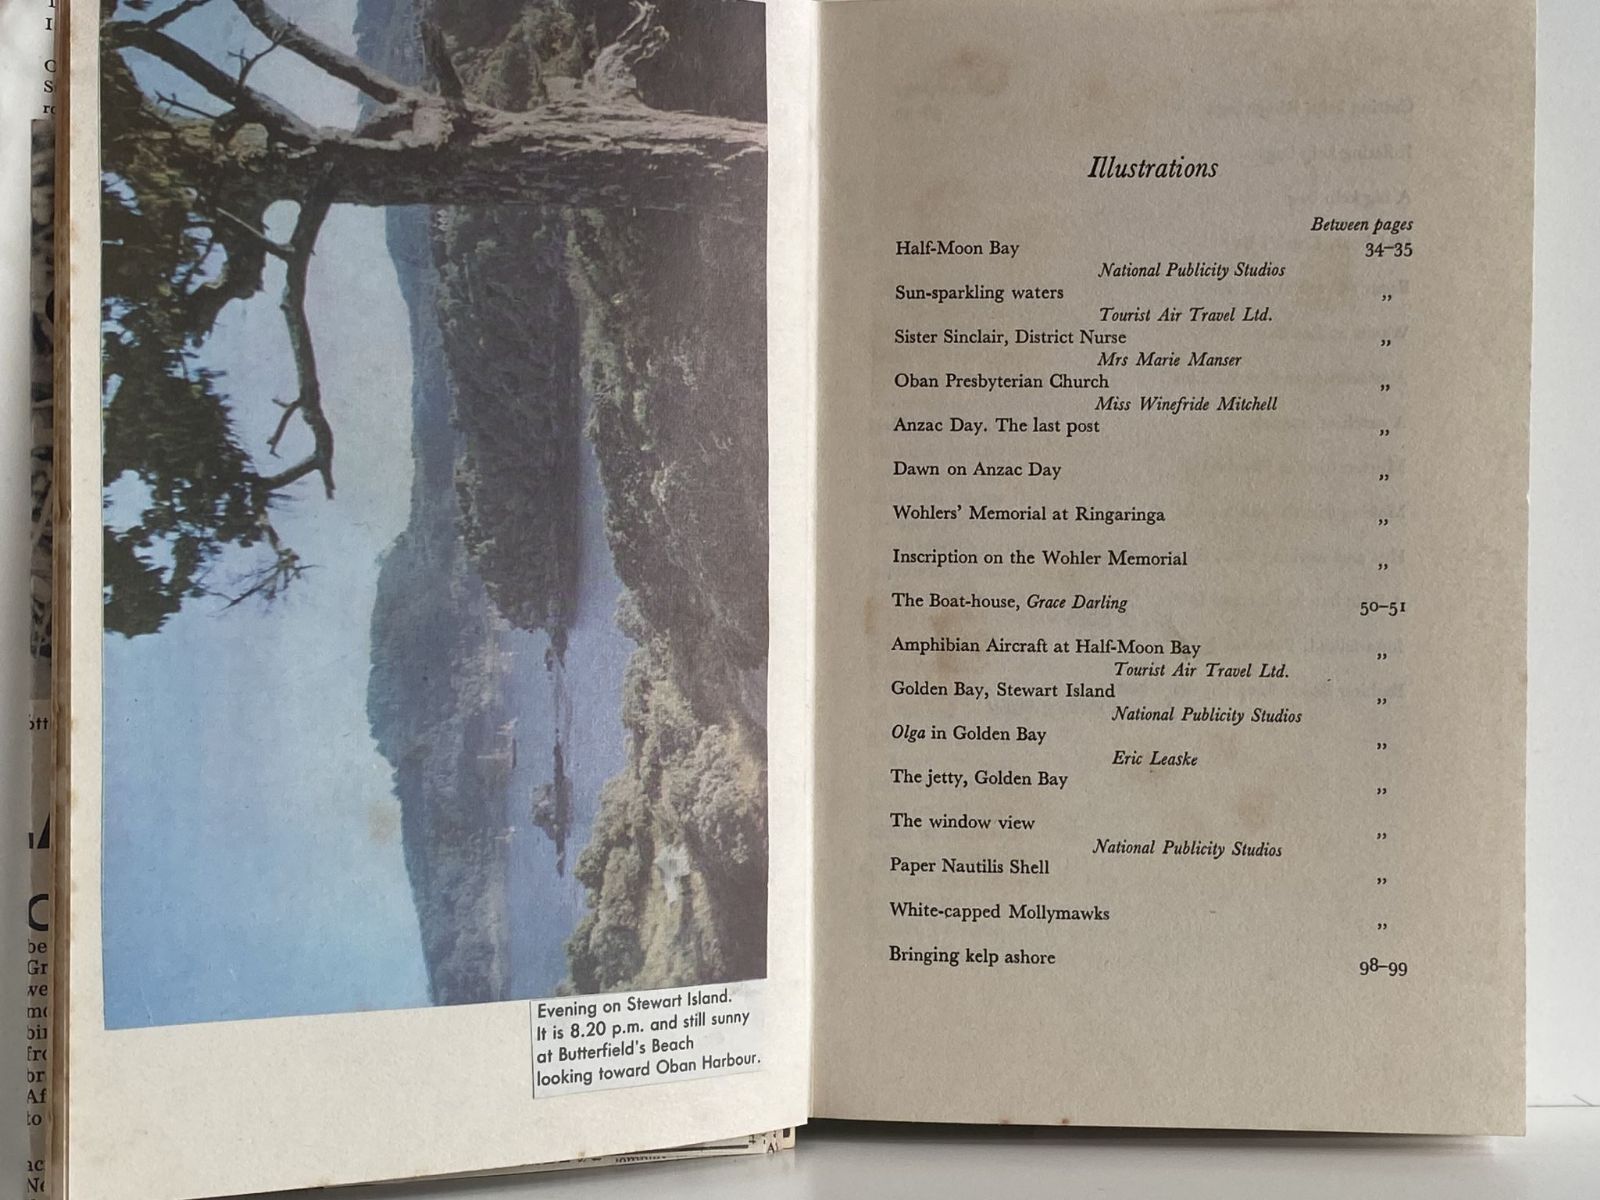 Evening on Stewart Island.
It is 8.20 p.m. and still sunny
at Butterfield's Beach
looking toward Oban Harbour.
Illustrations
Between pages
Half-Moon Bay 34–35
National Publicity Studios
Sun-sparkling waters ,,
Tourist Air Travel Ltd.
Sister Sinclair, District Nurse ,,
Mrs Marie Manser
Oban Presbyterian Church ,,
Miss Winefride Mitchell
Anzac Day. The last post ,,
Dawn on Anzac Day ,,
Wohlers' Memorial at Ringaringa ,,
Inscription on the Wohler Memorial ,,
The Boat-house, Grace Darling 50–51
Amphibian Aircraft at Half-Moon Bay ,,
Tourist Air Travel Ltd.
Golden Bay, Stewart Island ,,
National Publicity Studios
Olga in Golden Bay ,,
Eric Leaske
The jetty, Golden Bay ,,
The window view ,,
National Publicity Studios
Paper Nautilis Shell ,,
White-capped Mollymawks ,,
Bringing kelp ashore 98–99